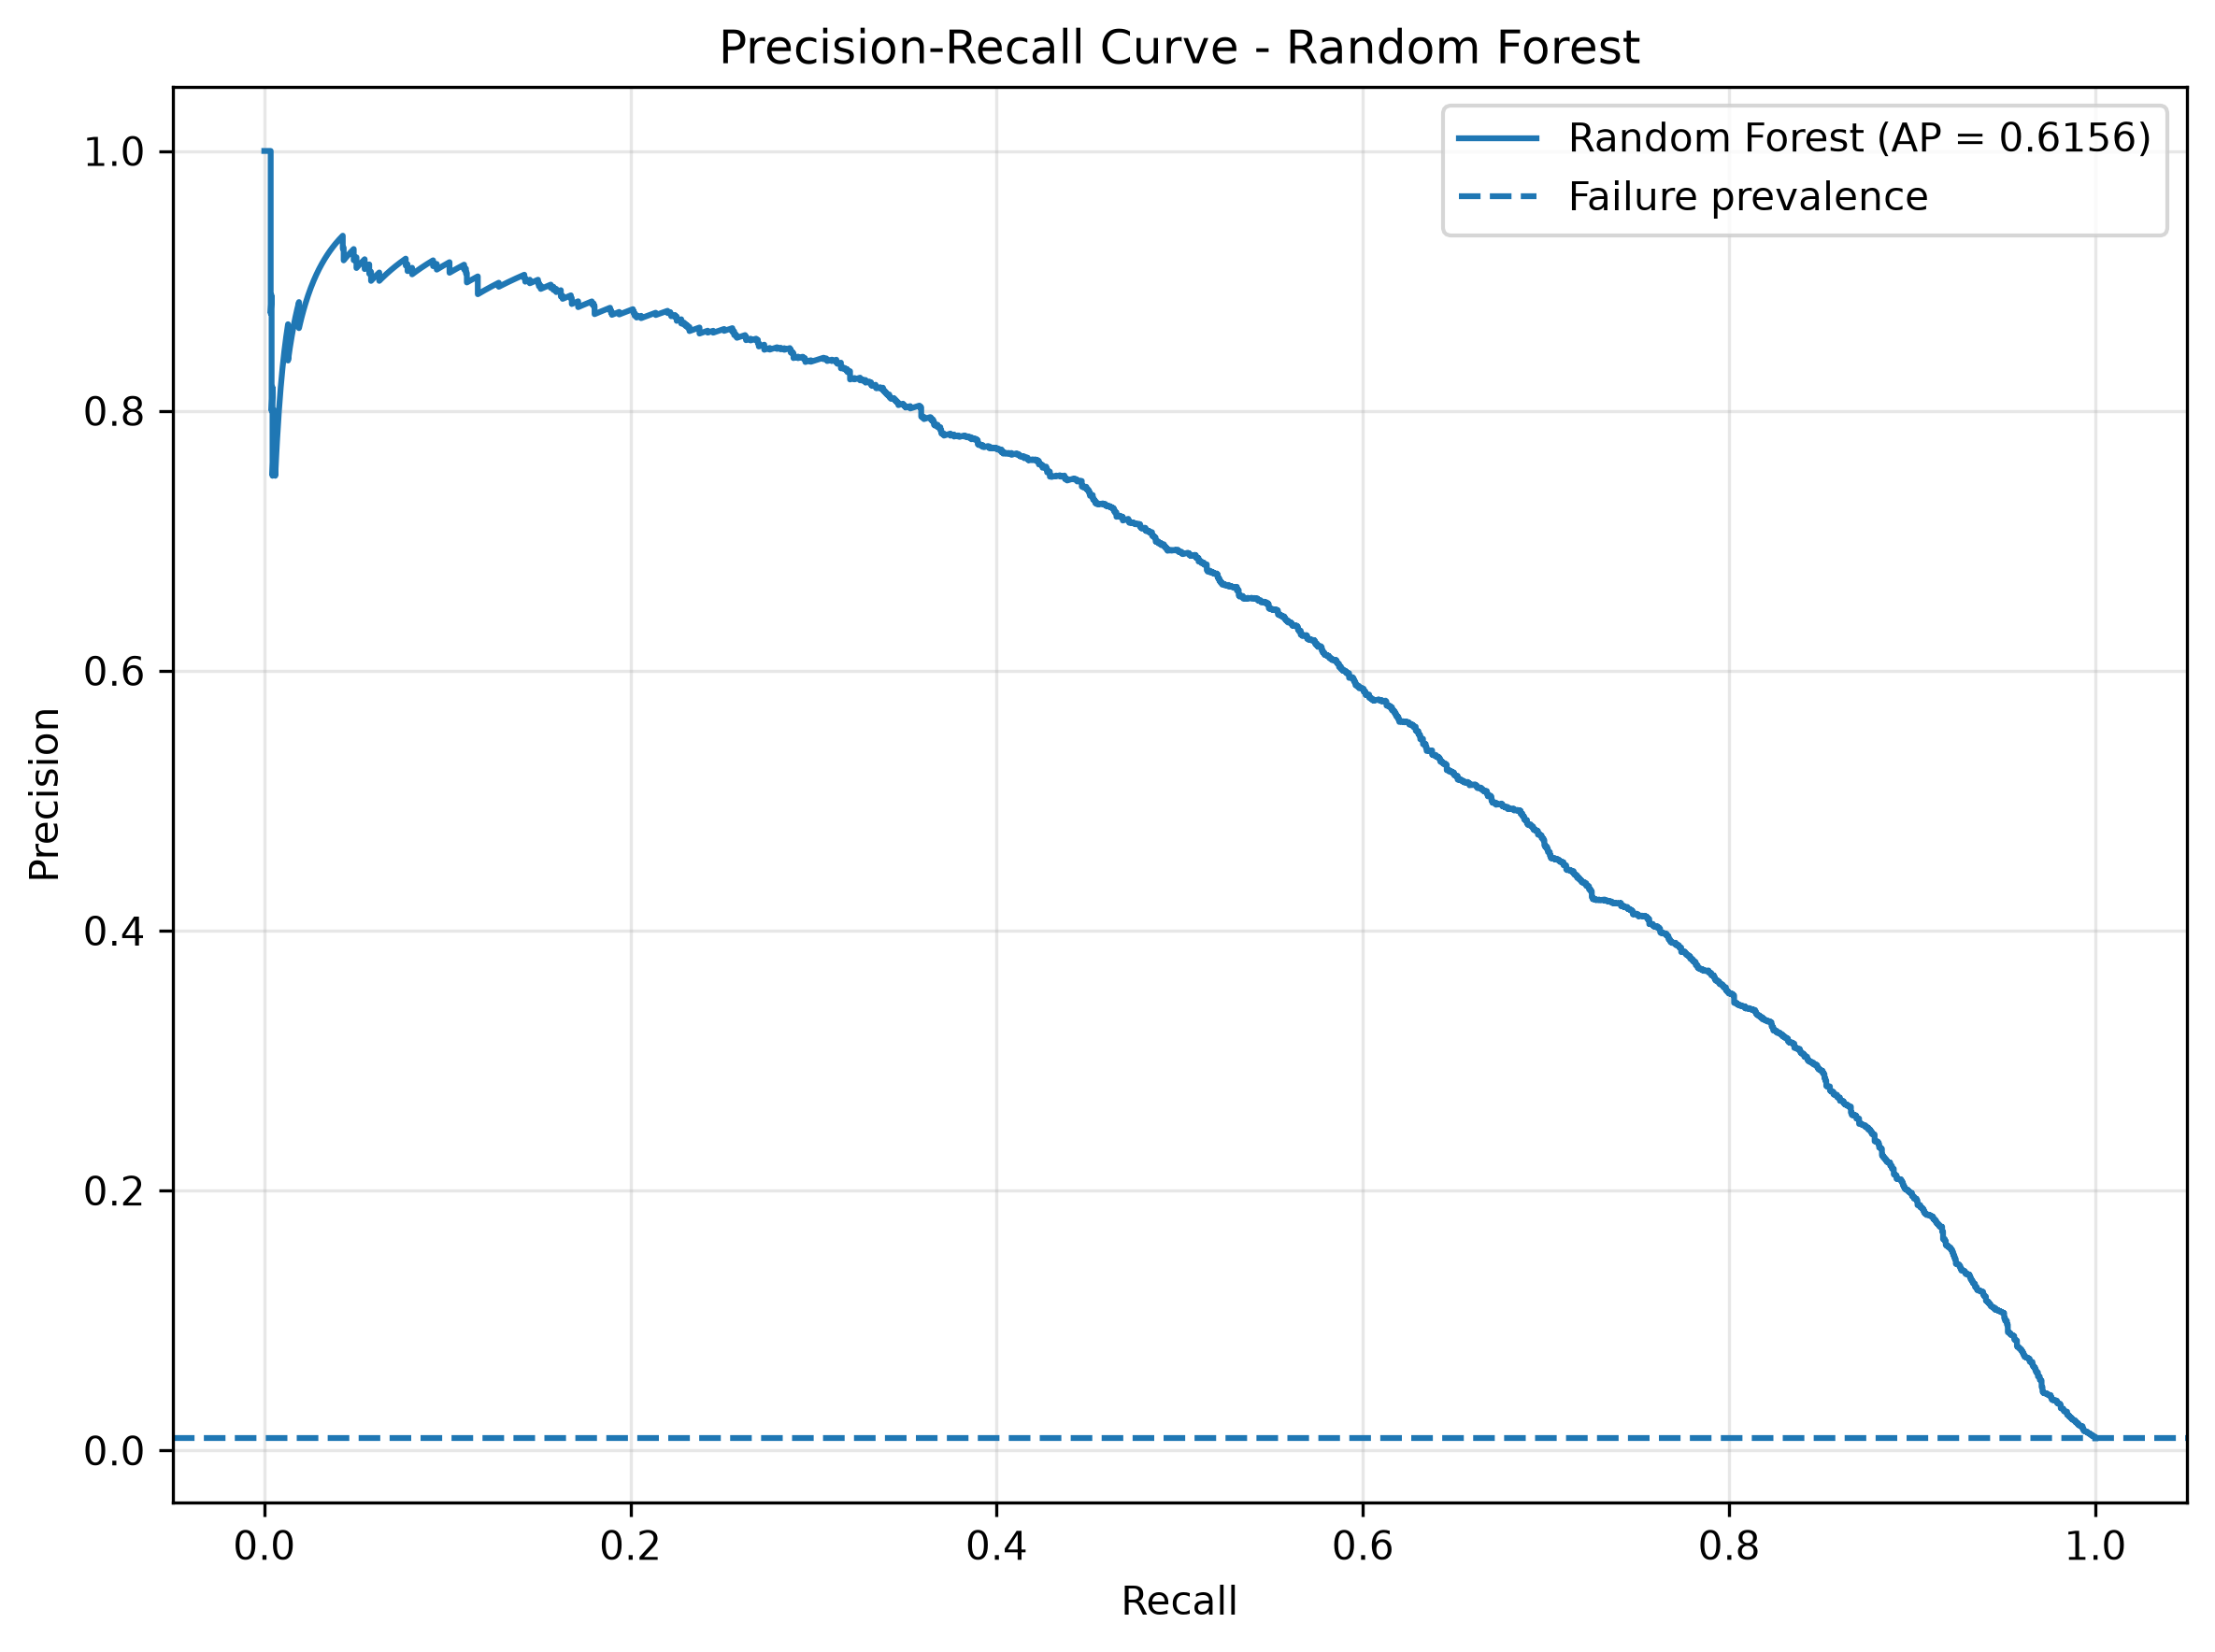 Precision-Recall Curve - Random Forest
Random Forest (AP = 0.6156)
Failure prevalence
Precision
1.0
0.8
0.6
0.4
0.2
0.0
0.0 0.2 0.4 0.6 0.8 1.0
Recall